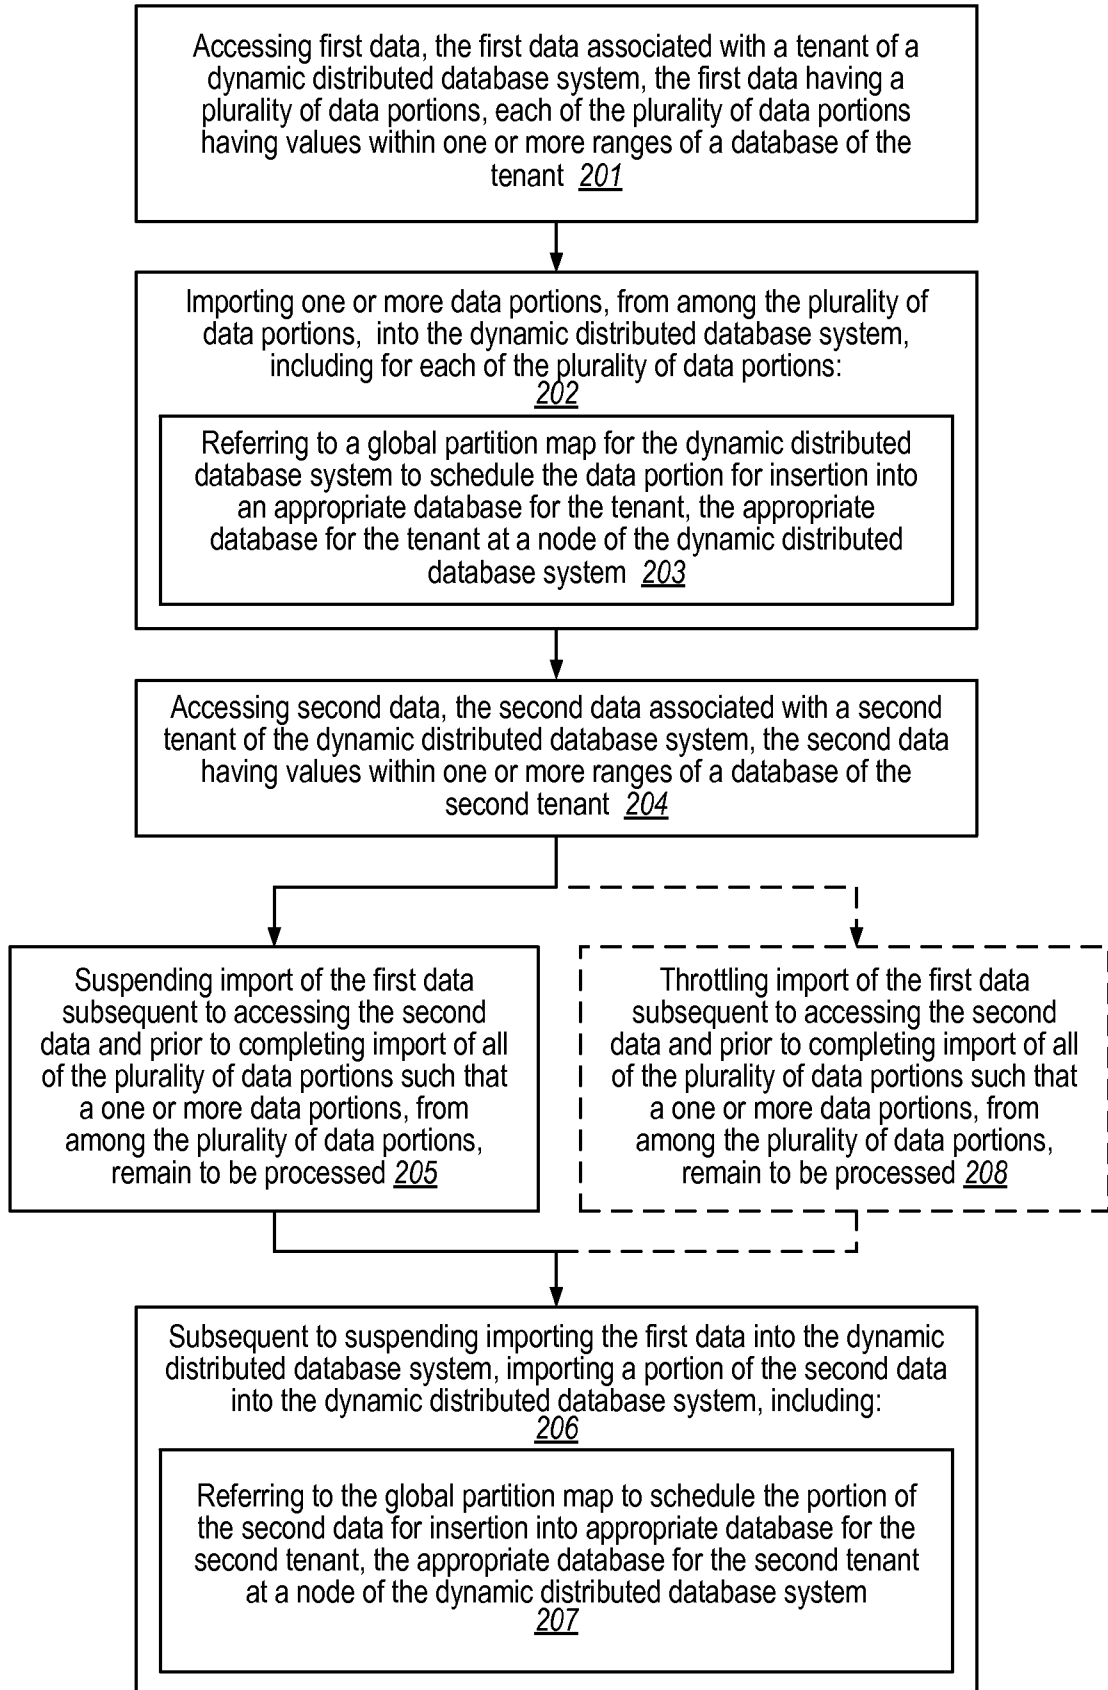 Accessing first data, the first data associated with a tenant of a
dynamic distributed database system, the first data having a
plurality of data portions, each of the plurality of data portions
having values within one or more ranges of a database of the
tenant 201
Importing one or more data portions, from among the plurality of
data portions, into the dynamic distributed database system,
including for each of the plurality of data portions:
202
Referring to a global partition map for the dynamic distributed
database system to schedule the data portion for insertion into
an appropriate database for the tenant, the appropriate
database for the tenant at a node of the dynamic distributed
database system 203
Accessing second data, the second data associated with a second
tenant of the dynamic distributed database system, the second data
having values within one or more ranges of a database of the
second tenant 204
Suspending import of the first data
subsequent to accessing the second
data and prior to completing import of all
of the plurality of data portions such that
a one or more data portions, from
among the plurality of data portions,
remain to be processed 205
Throttling import of the first data
subsequent to accessing the second
data and prior to completing import of all
of the plurality of data portions such that
a one or more data portions, from
among the plurality of data portions,
remain to be processed 208
Subsequent to suspending importing the first data into the dynamic
distributed database system, importing a portion of the second data
into the dynamic distributed database system, including:
206
Referring to the global partition map to schedule the portion of
the second data for insertion into appropriate database for the
second tenant, the appropriate database for the second tenant
at a node of the dynamic distributed database system
207